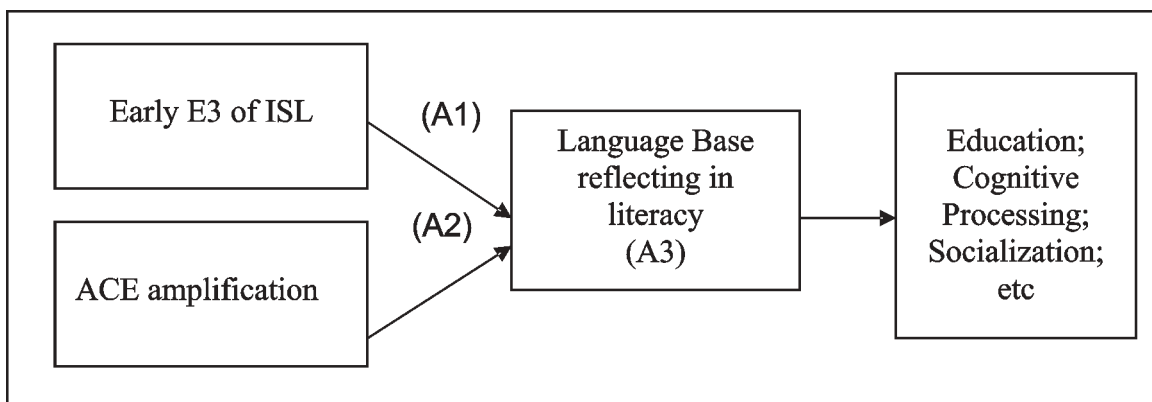 Early E3 of ISL
(A1)
ACE amplification
(A2)
Language Base
reflecting in
literacy
(A3)
Education;
Cognitive
Processing;
Socialization;
etc